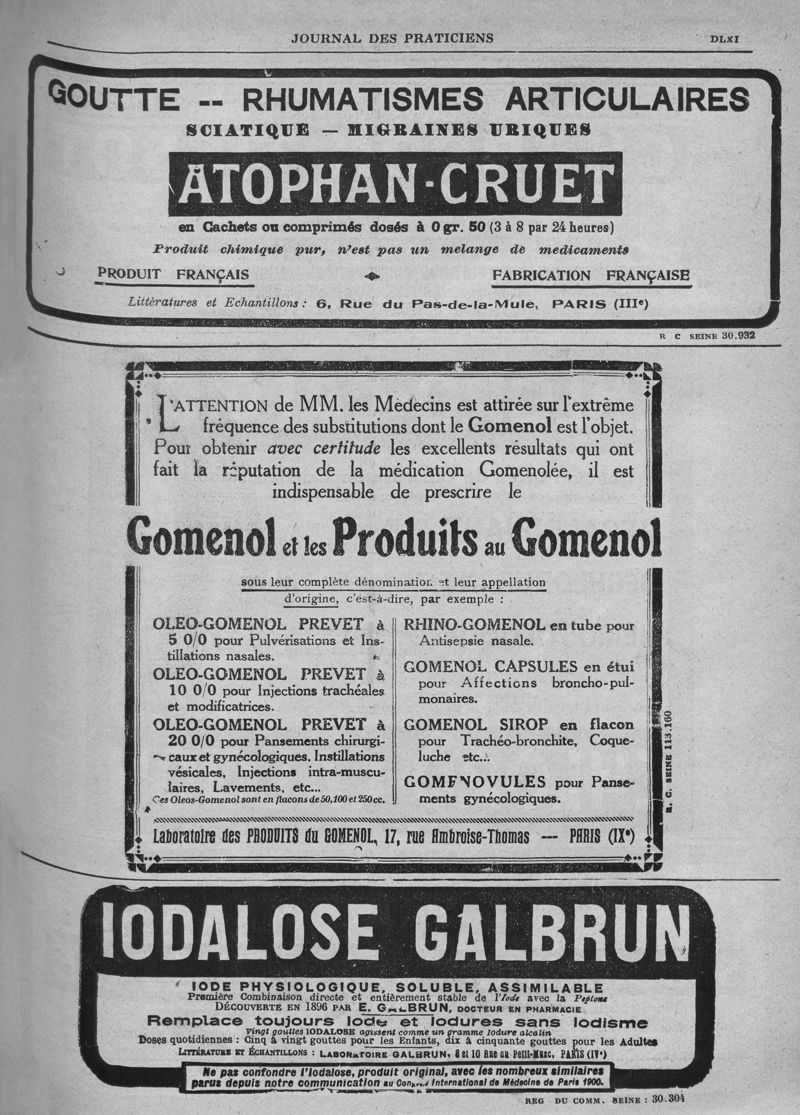 JOURNAL DES PRATICIENS
DLXI
GOUTTE -- RHUMATISMES ARTICULAIRES
SCIATIQUE — MIGRAINES URIQUES
ATOPHAN-CRUET
en Cachets ou comprimés dosés à 0 gr. 50 (3 à 8 par 24 heures)
Produit chimique pur, n'est pas un melange de medicaments
PRODUIT FRANÇAIS
FABRICATION FRANÇAISE
Littératures et Echantillons : 6, Rue du Pas-de-la-Mule, PARIS (IIIe)
R C SEINE 30.932
L'ATTENTION de MM. les Médecins est attirée sur l'extrême
fréquence des substitutions dont le Gomenol est l'objet.
Pour obtenir avec certitude les excellents résultats qui ont
fait la réputation de la médication Gomenolée, il est
indispensable de prescrire le
Gomenol et les Produits au Gomenol
sous leur complète dénomination et leur appellation
d'origine, c'est-à-dire, par exemple :
OLEO-GOMENOL PREVET à
5 0/0 pour Pulvérisations et Ins-
tillations nasales.
OLEO-GOMENOL PREVET à
10 0/0 pour Injections trachéales
et modificatrices.
OLEO-GOMENOL PREVET à
20 0/0 pour Pansements chirurgi-
caux et gynécologiques. Instillations
vésicales, Injections intra-muscu-
laires, Lavements, etc...
Ces Oleos-Gomenol sont en flacons de 50, 100 et 250 cc.
RHINO-GOMENOL en tube pour
Antisepsie nasale.
GOMENOL CAPSULES en étui
pour Affections broncho-pul-
monaires.
GOMENOL SIROP en flacon
pour Trachéo-bronchite, Coque-
luche etc...
GOMENOVULES pour Panse-
ments gynécologiques.
R. C. SEINE 113.160
Laboratoire des PRODUITS du GOMENOL, 17, rue Ambroise-Thomas — PARIS (IXe)
IODALOSE GALBRUN
IODE PHYSIOLOGIQUE, SOLUBLE, ASSIMILABLE
Première Combinaison directe et entièrement stable de l'Iode avec la Peptone
DÉCOUVERTE EN 1896 PAR E. GALBRUN, DOCTEUR EN PHARMACIE
Remplace toujours Iode et Iodures sans Iodisme
Vingt gouttes IODALOSE agissent comme un gramme Iodure alcalin
Doses quotidiennes : Cinq à vingt gouttes pour les Enfants, dix à cinquante gouttes pour les Adultes
LITTÉRATURE ET ÉCHANTILLONS : LABORATOIRE GALBRUN, 8 et 10 Rue du Petit-Musc, PARIS (IVe)
Ne pas confondre l'Iodalose, produit original, avec les nombreux similaires
parus depuis notre communication au Congrès International de Médecine de Paris 1900.
REG DU COMM. SEINE : 30.304